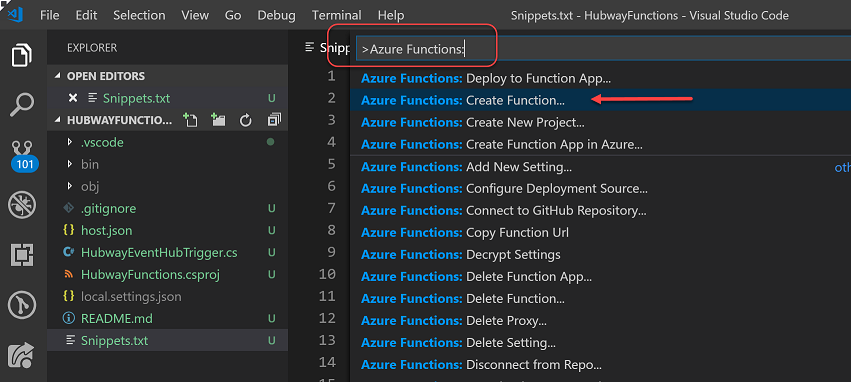 File Edit Selection View Go Debug Terminal Help Snippets.txt - HubwayFunctions - Visual Studio Code
EXPLORER
OPEN EDITORS
Snippets.txt U
HUBWAYFUNCTIO...
.vscode
bin
obj
.gitignore U
host.json U
HubwayEventHubTrigger.cs U
HubwayFunctions.csproj U
local.settings.json
README.md U
Snippets.txt U
101
Snipp
>Azure Functions:
1 Azure Functions: Deploy to Function App...
2 Azure Functions: Create Function...
3 Azure Functions: Create New Project...
4 Azure Functions: Create Function App in Azure...
5 Azure Functions: Add New Setting... oth
6 Azure Functions: Configure Deployment Source...
7 Azure Functions: Connect to GitHub Repository...
8 Azure Functions: Copy Function Url
9 Azure Functions: Decrypt Settings
10 Azure Functions: Delete Function App...
11 Azure Functions: Delete Function...
12 Azure Functions: Delete Proxy...
13 Azure Functions: Delete Setting...
14 Azure Functions: Disconnect from Repo...
15